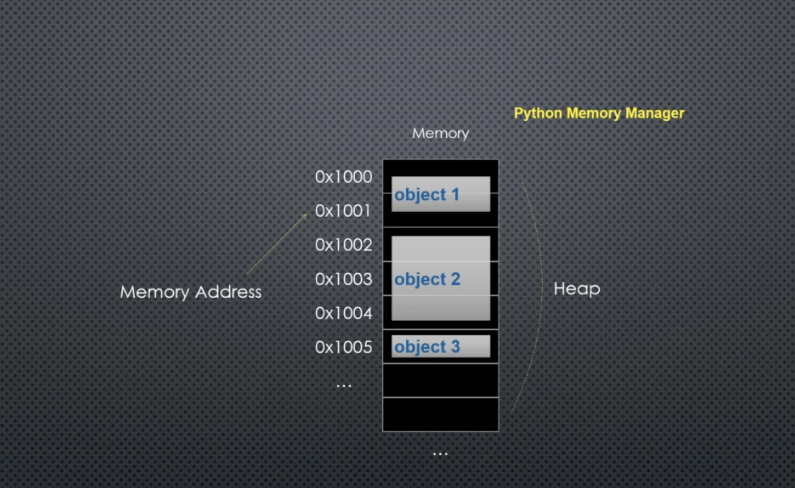 Python Memory Manager
Memory
0x1000
object 1
0x1001
0x1002
0x1003
object 2
0x1004
0x1005
object 3
...
Memory Address
Heap
...